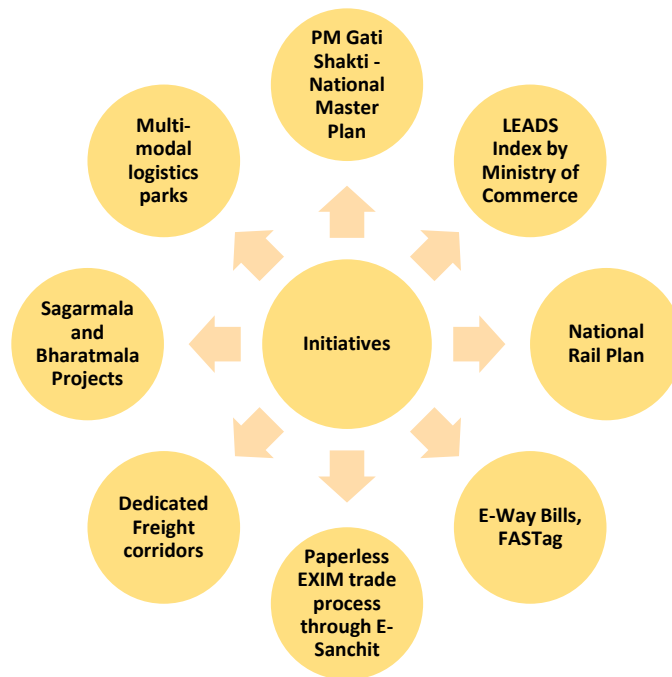 PM Gati
Shakti -
National
Master
Plan
LEADS
Index by
Ministry of
Commerce
National
Rail Plan
E-Way Bills,
FASTag
Paperless
EXIM trade
process
through E-
Sanchit
Dedicated
Freight
corridors
Sagarmala
and
Bharatmala
Projects
Multi-
modal
logistics
parks
Initiatives